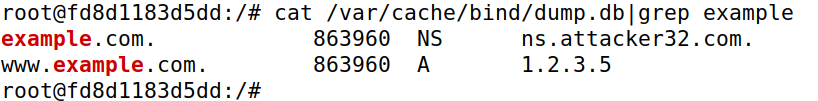 root@fd8d1183d5dd:/# cat /var/cache/bind/dump.db|grep example
example.com. 863960 NS ns.attacker32.com.
www.example.com. 863960 A 1.2.3.5
root@fd8d1183d5dd:/#